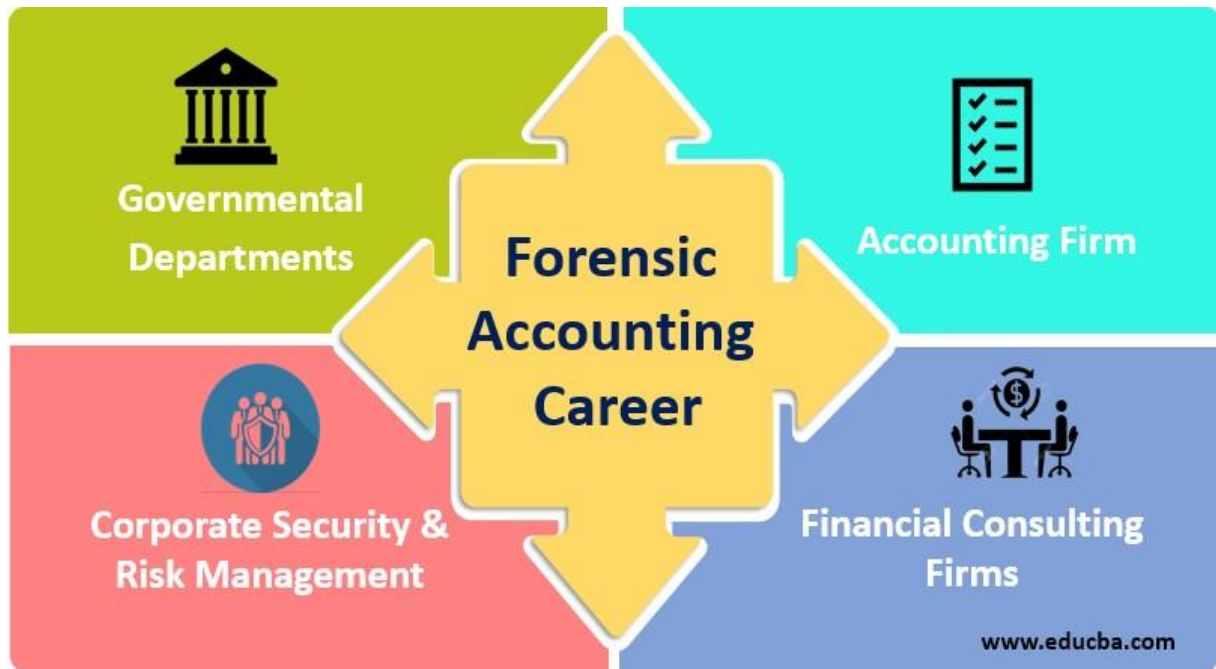 Governmental
Departments
Accounting Firm
Forensic
Accounting
Career
Corporate Security &
Risk Management
Financial Consulting
Firms
www.educba.com